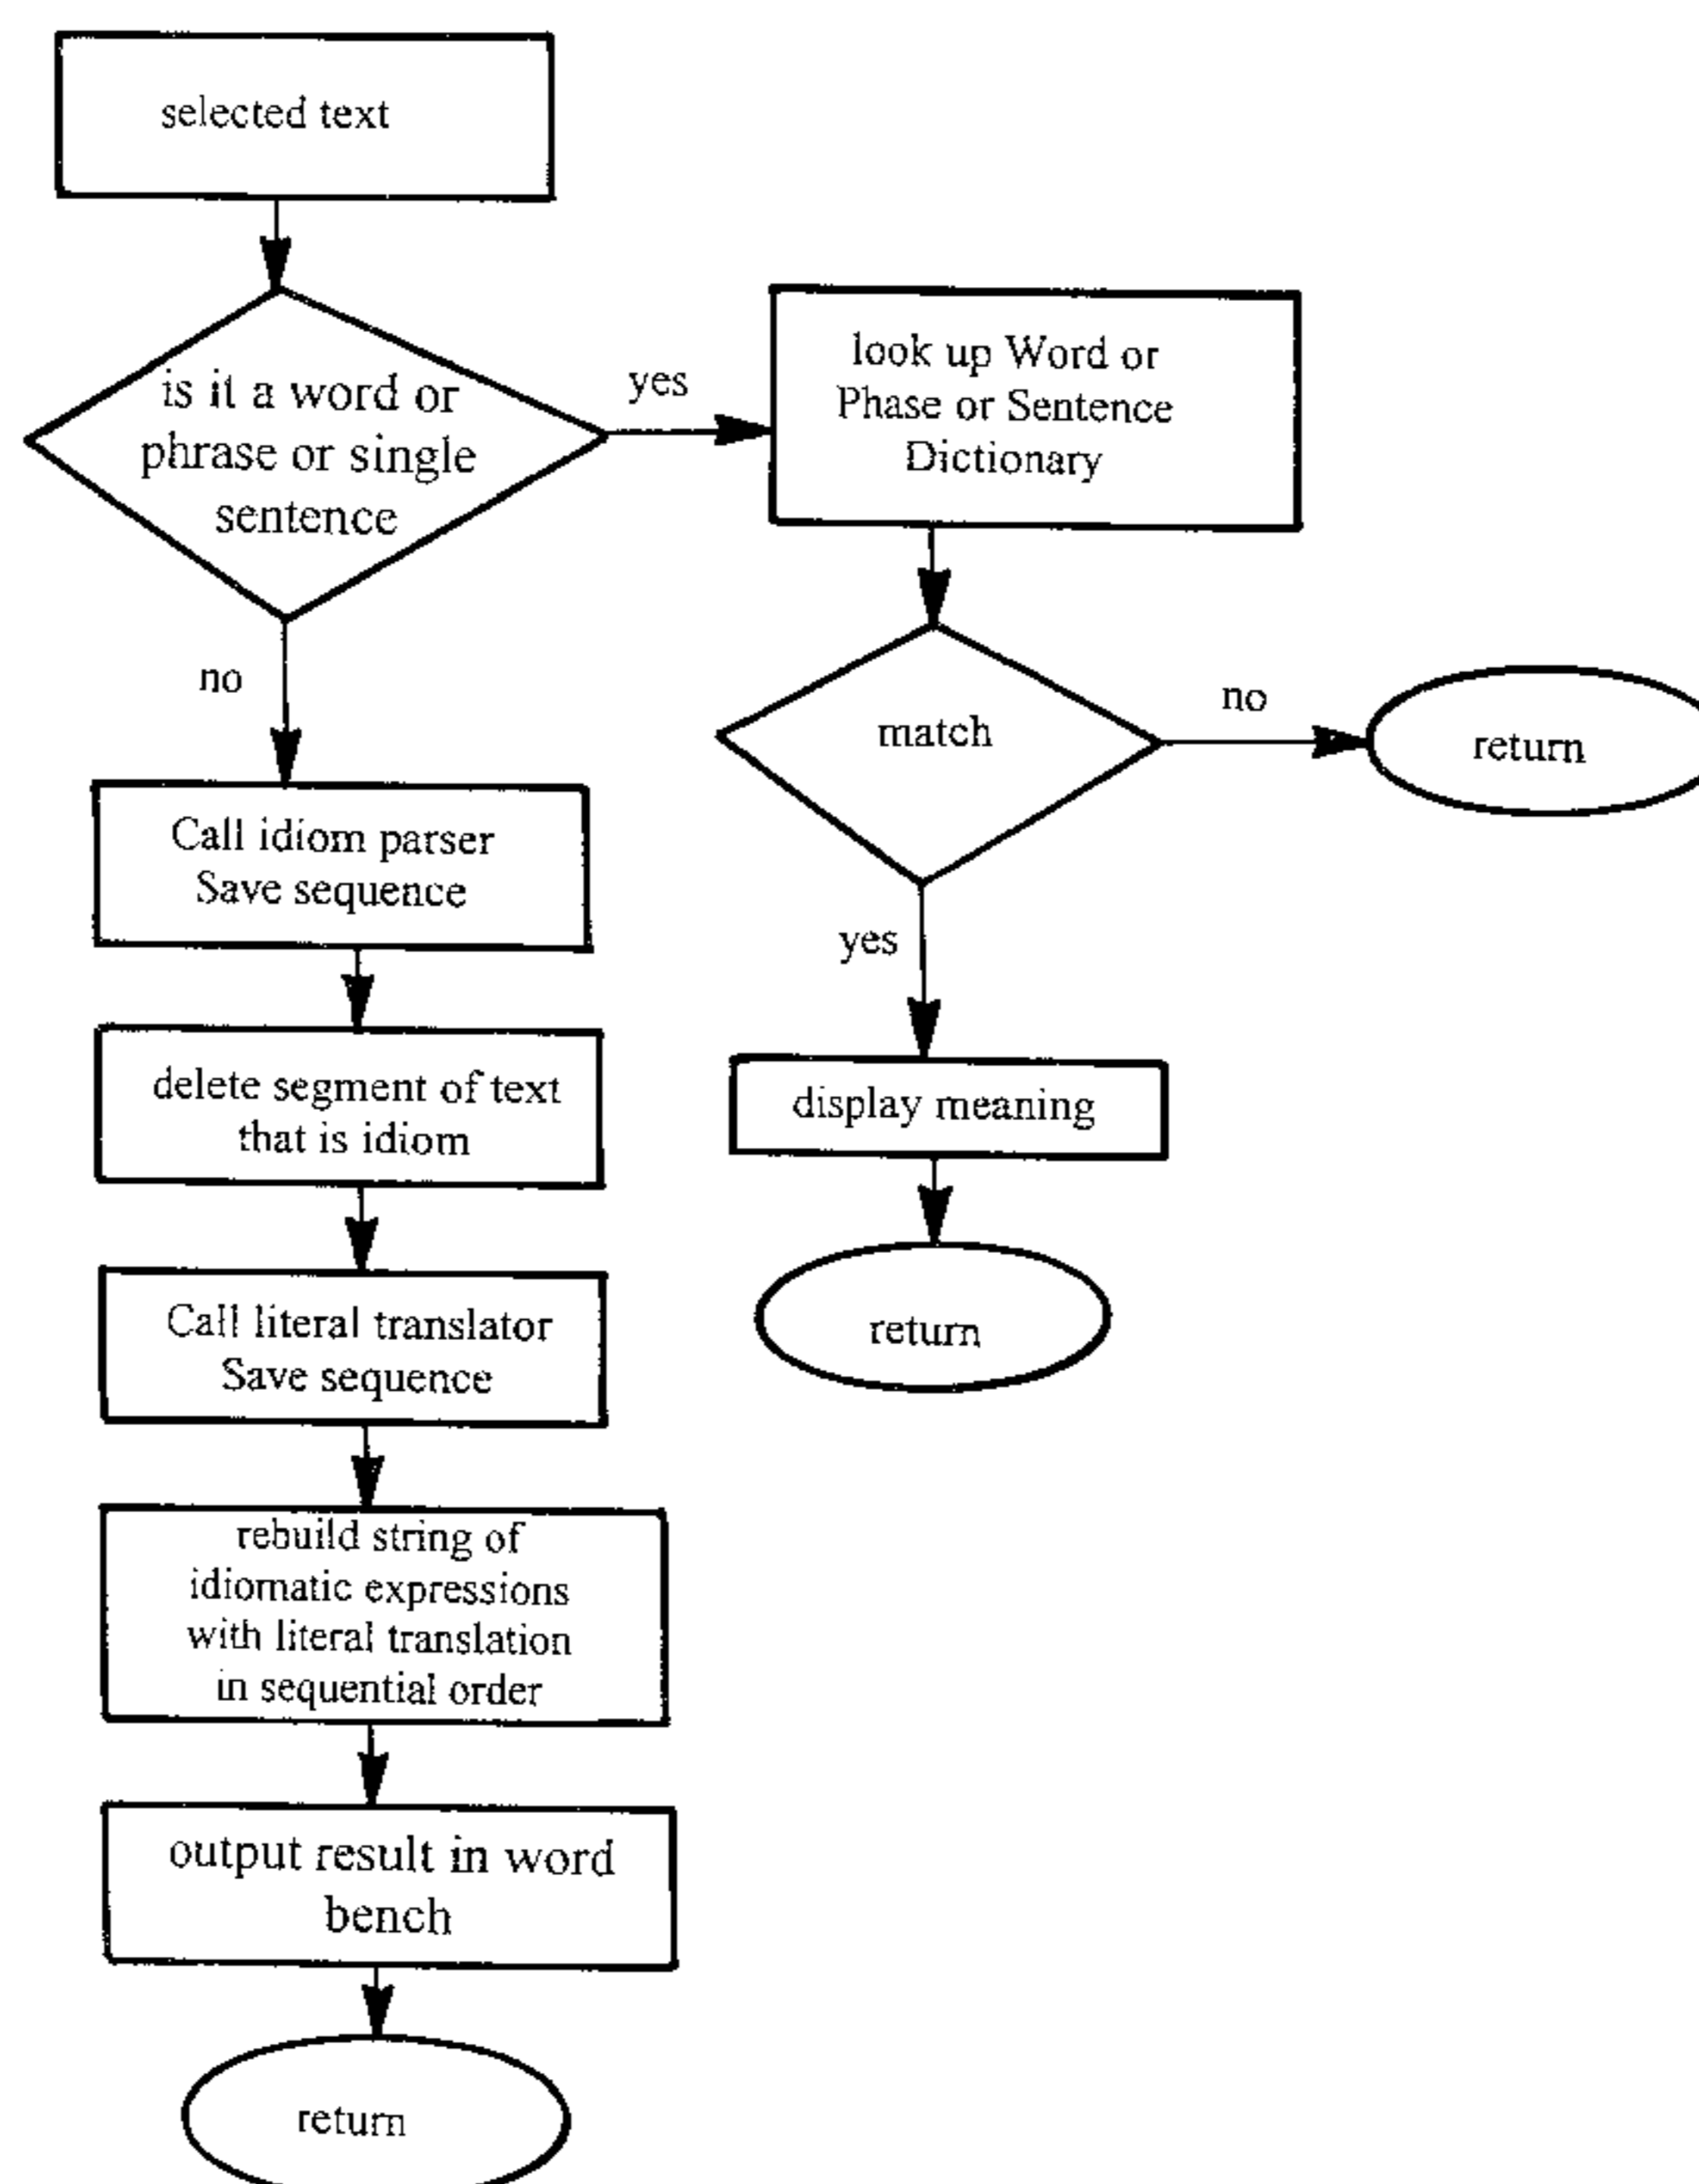 selected text
is it a word or
phrase or single
sentence
yes
look up Word or
Phase or Sentence
Dictionary
no
match
no
return
Call idiom parser
Save sequence
yes
delete segment of text
that is idiom
display meaning
Call literal translator
Save sequence
return
rebuild string of
idiomatic expressions
with literal translation
in sequential order
output result in word
bench
return